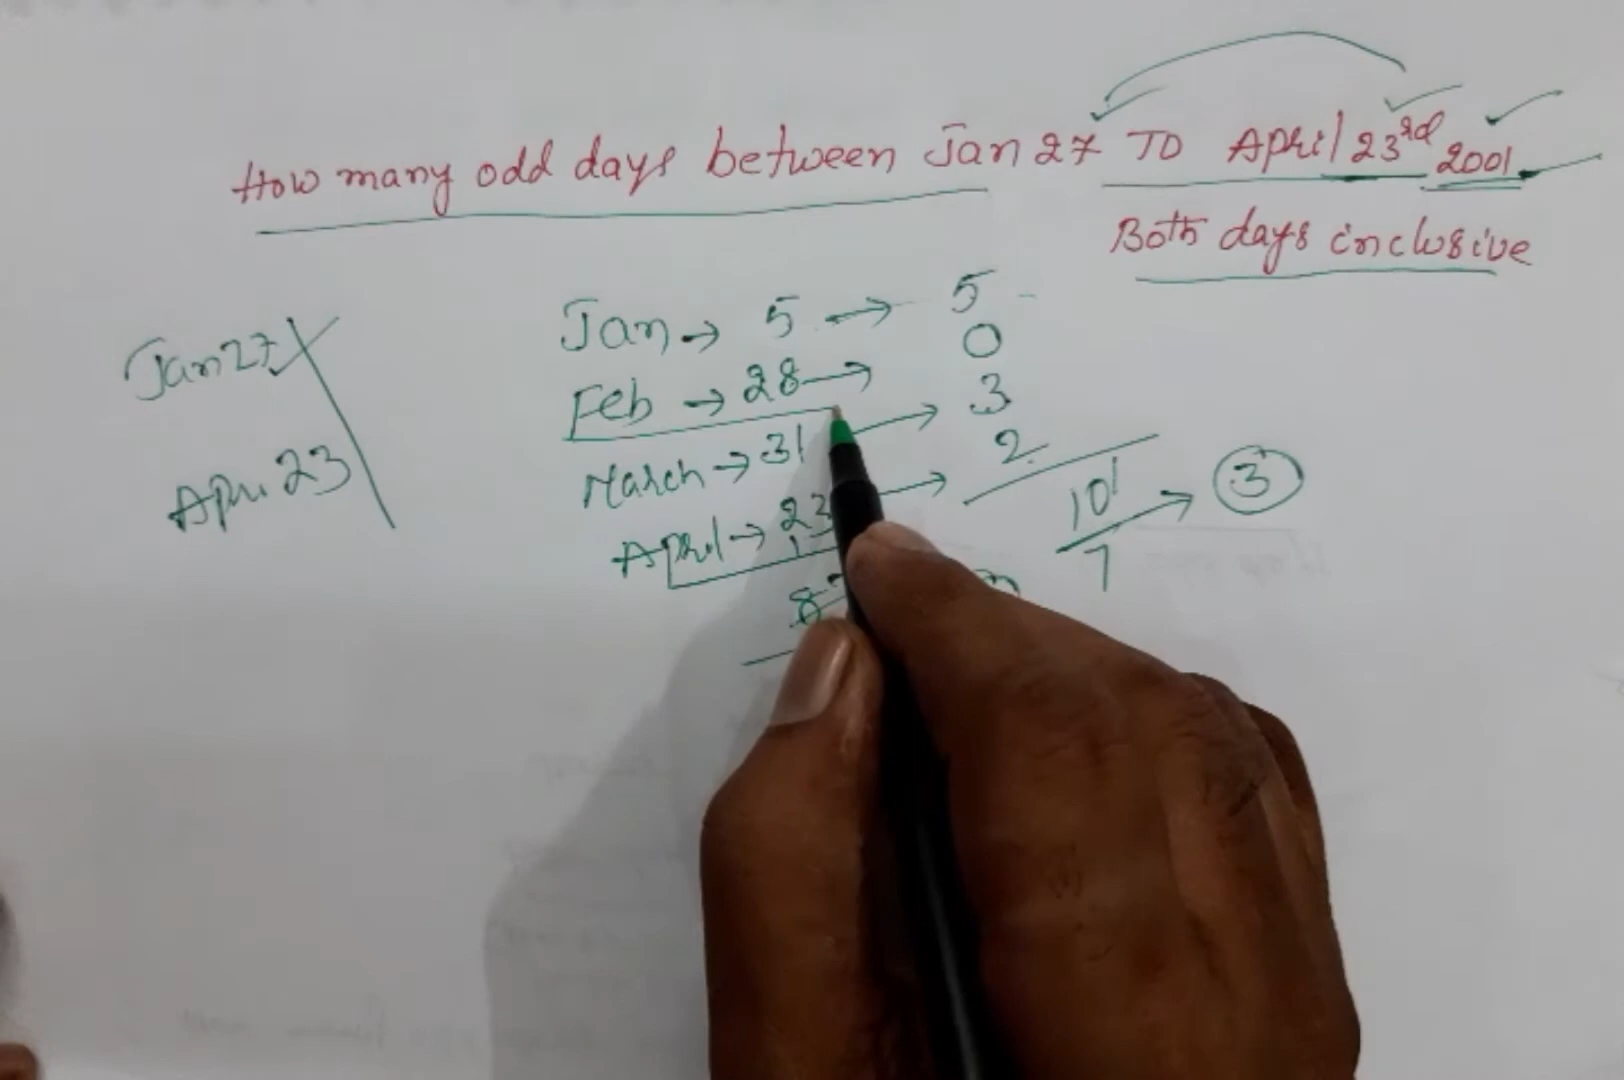 How many odd days between Jan 27 TO April 23rd 2001
Both days inclusive
Jan 27
Apri 23
Jan → 5 → 5
Feb → 28 → 0
March → 31 → 3
April → 23 → 2
10/7 → 3
8